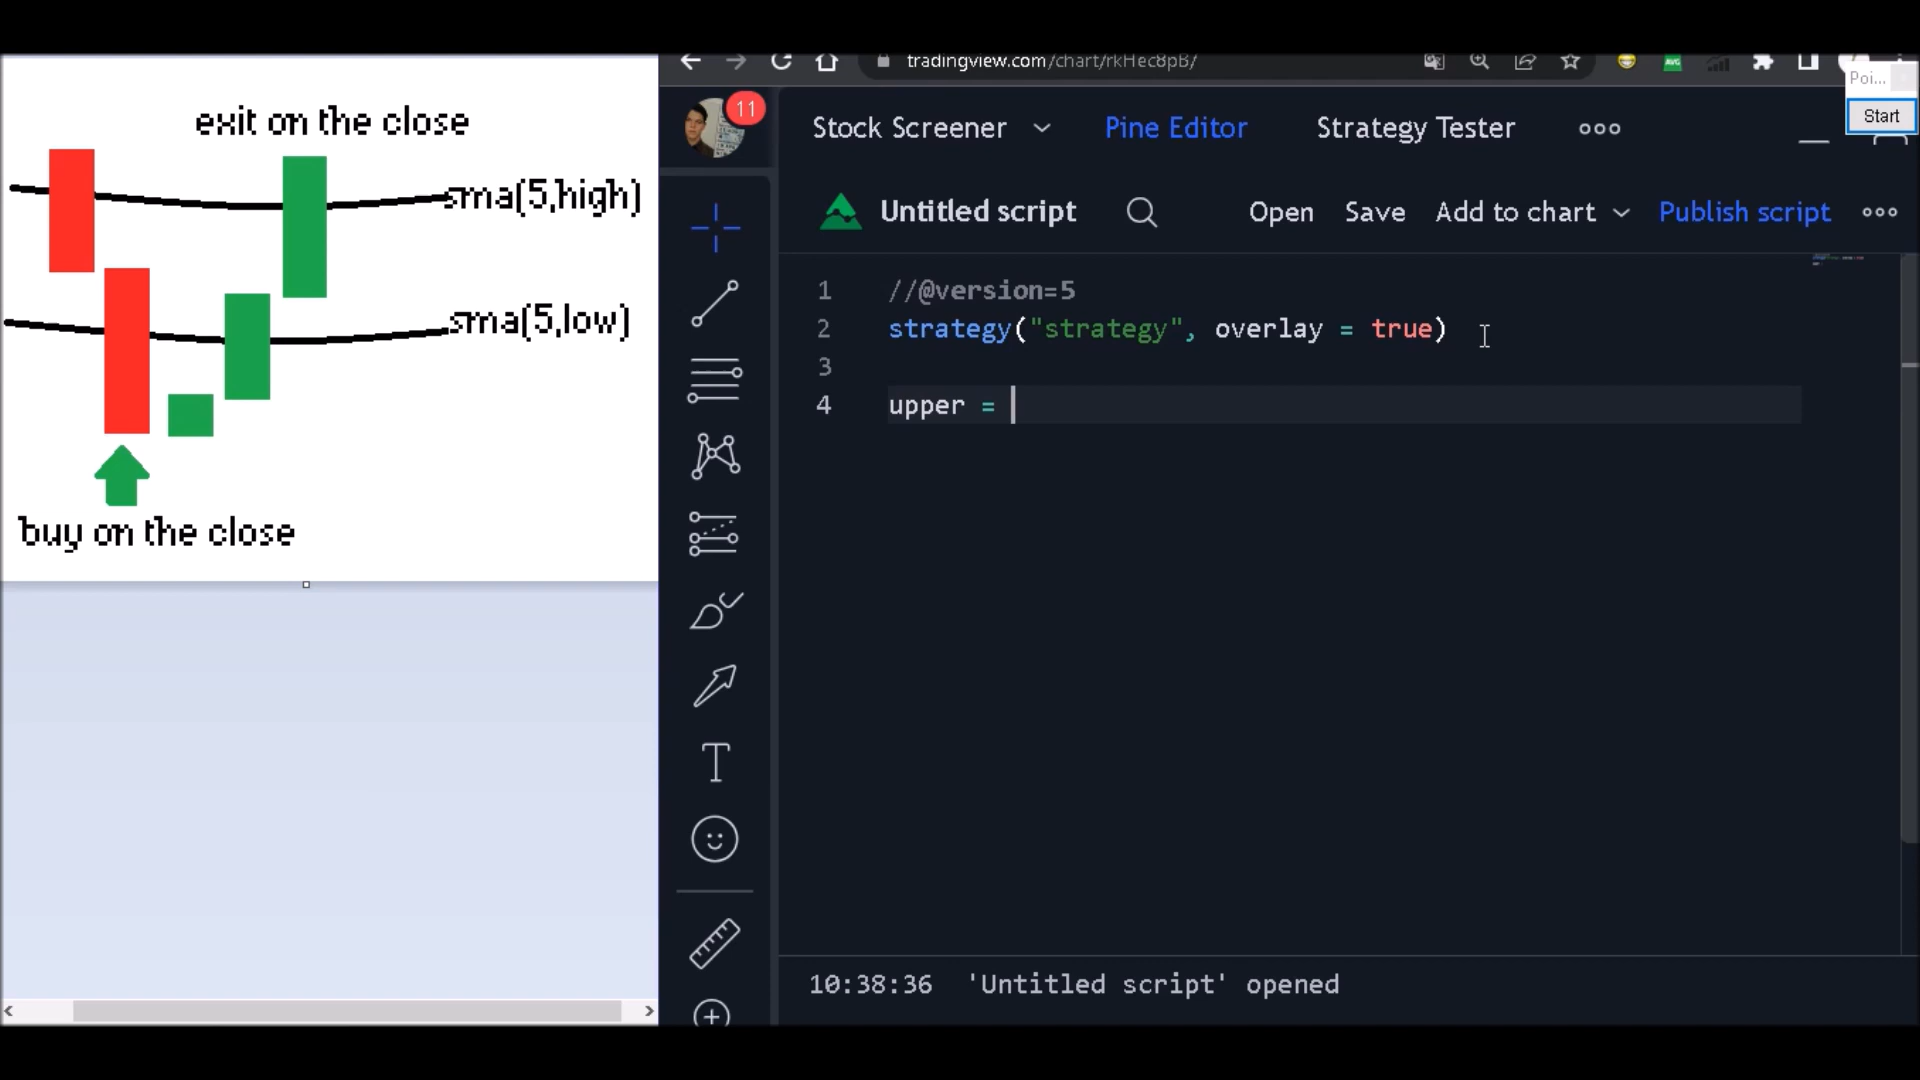 exit on the close
sma(5,high)
sma(5,low)
buy on the close
tradingview.com/chart/rkHec8pB/
AVG
Poi...
Start
11
Stock Screener
Pine Editor
Strategy Tester
Untitled script
Open
Save
Add to chart
Publish script
1 //@version=5
2 strategy("strategy", overlay = true)
3
4 upper =
10:38:36 'Untitled script' opened